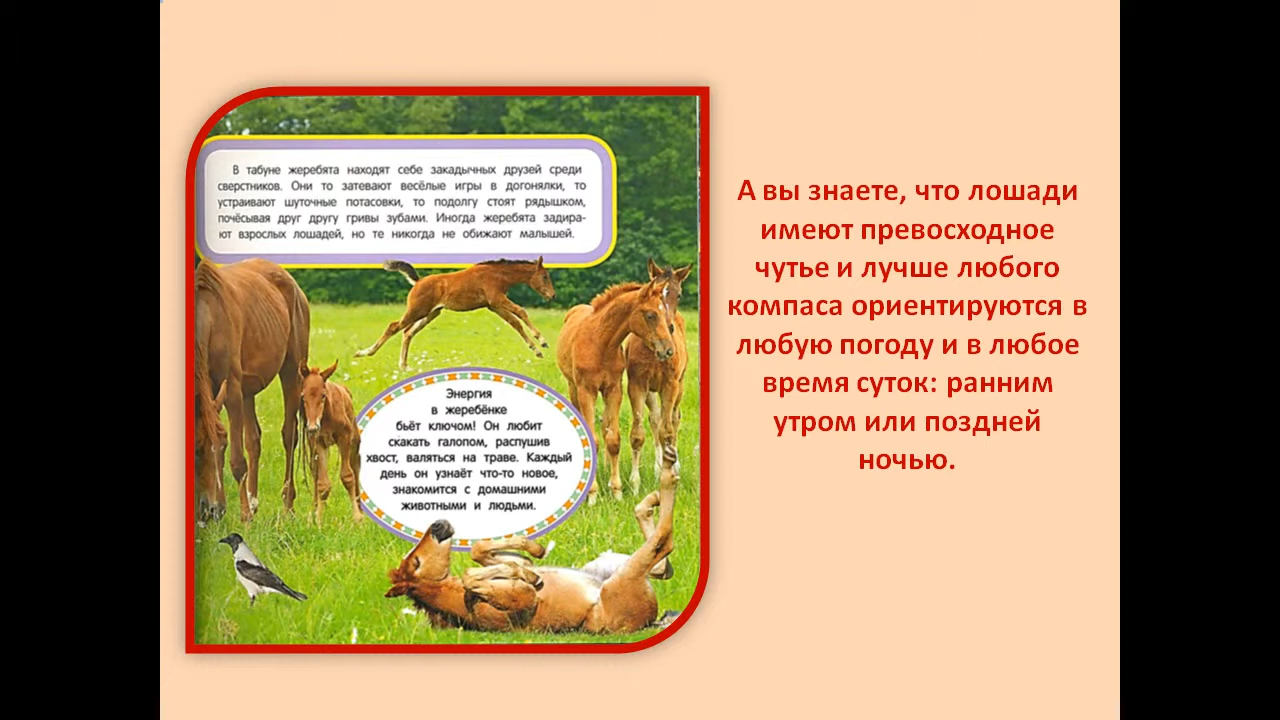 В табуне жеребята находят себе закадычных друзей среди
сверстников. Они то затевают весёлые игры в догонялки, то
устраивают шуточные потасовки, то подолгу стоят рядышком,
почёсывая друг другу гривы зубами. Иногда жеребята задира-
ют взрослых лошадей, но те никогда не обижают малышей.
Энергия
в жеребёнке
бьёт ключом! Он любит
скакать галопом, распушив
хвост, валяться на траве. Каждый
день он узнаёт что-то новое,
знакомится с домашними
животными и людьми.
А вы знаете, что лошади
имеют превосходное
чутье и лучше любого
компаса ориентируются в
любую погоду и в любое
время суток: ранним
утром или поздней
ночью.